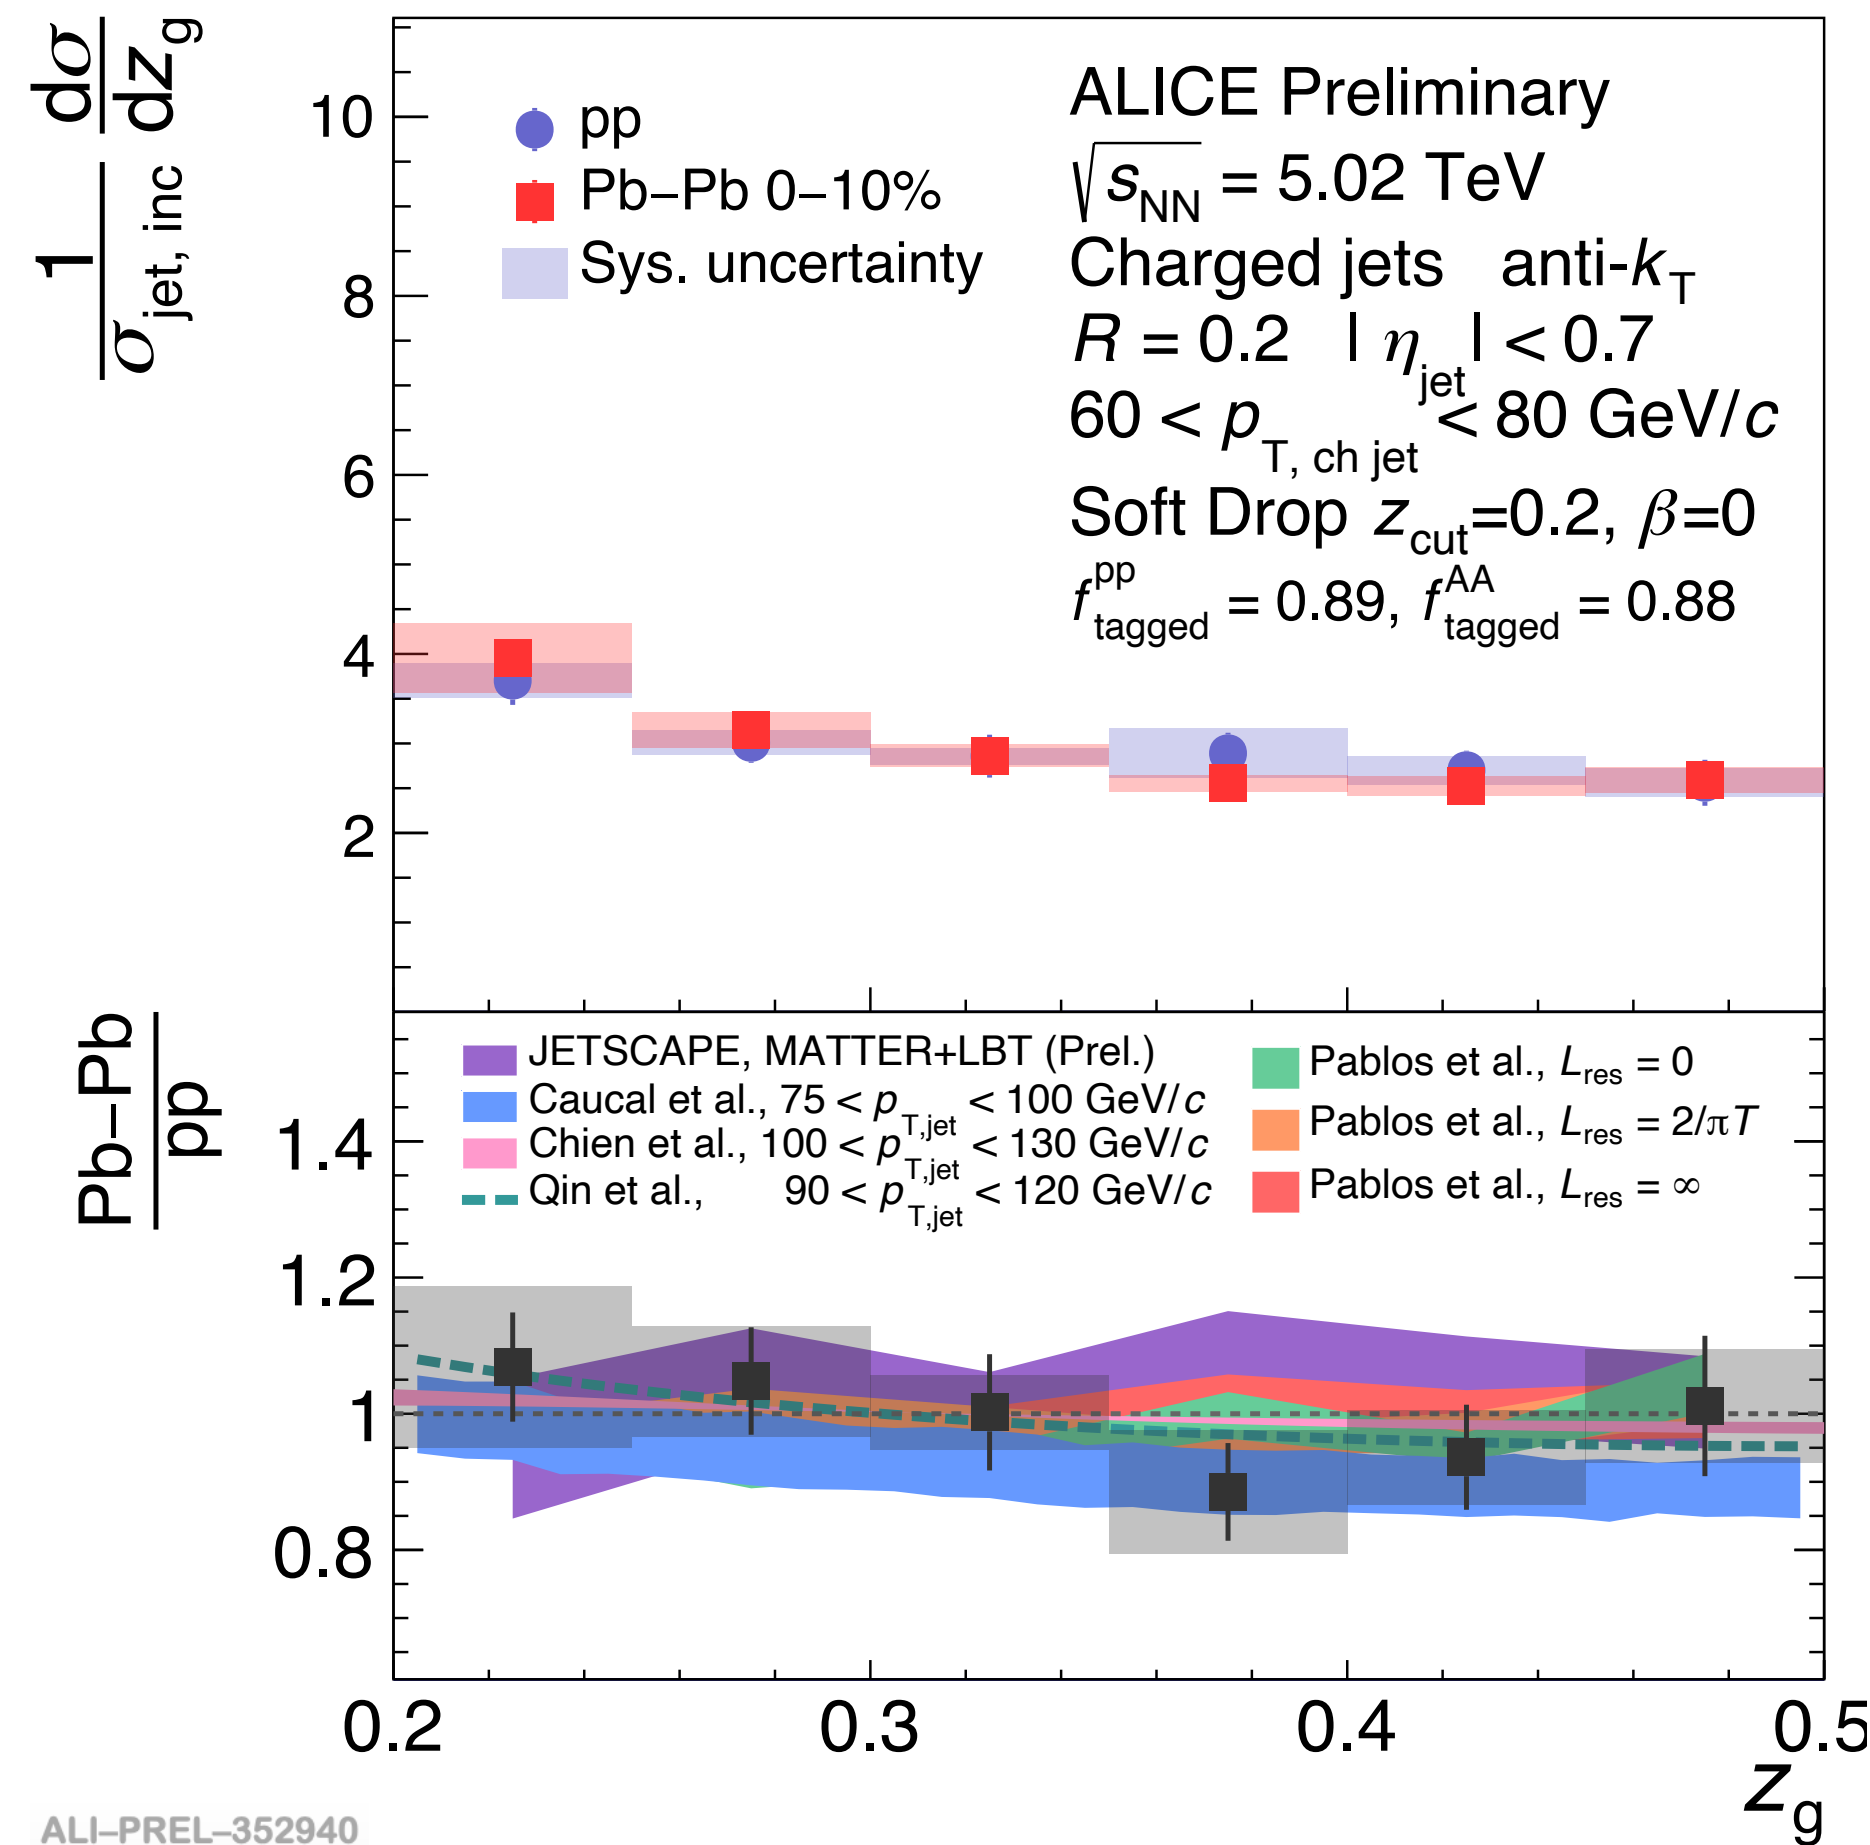 1/σjet, inc dσ/dzg
10
8
6
4
2
pp
Pb–Pb 0–10%
Sys. uncertainty
ALICE Preliminary
√sNN = 5.02 TeV
Charged jets anti-kT
R = 0.2 | ηjet | < 0.7
60 < pT, ch jet < 80 GeV/c
Soft Drop zcut=0.2, β=0
f pp tagged = 0.89, f AA tagged = 0.88
Pb–Pb/pp
1.4
1.2
1
0.8
JETSCAPE, MATTER+LBT (Prel.)
Caucal et al., 75 < pT,jet < 100 GeV/c
Chien et al., 100 < pT,jet < 130 GeV/c
Qin et al., 90 < pT,jet < 120 GeV/c
Pablos et al., Lres = 0
Pablos et al., Lres = 2/πT
Pablos et al., Lres = ∞
0.2 0.3 0.4 0.5
zg
ALI–PREL–352940